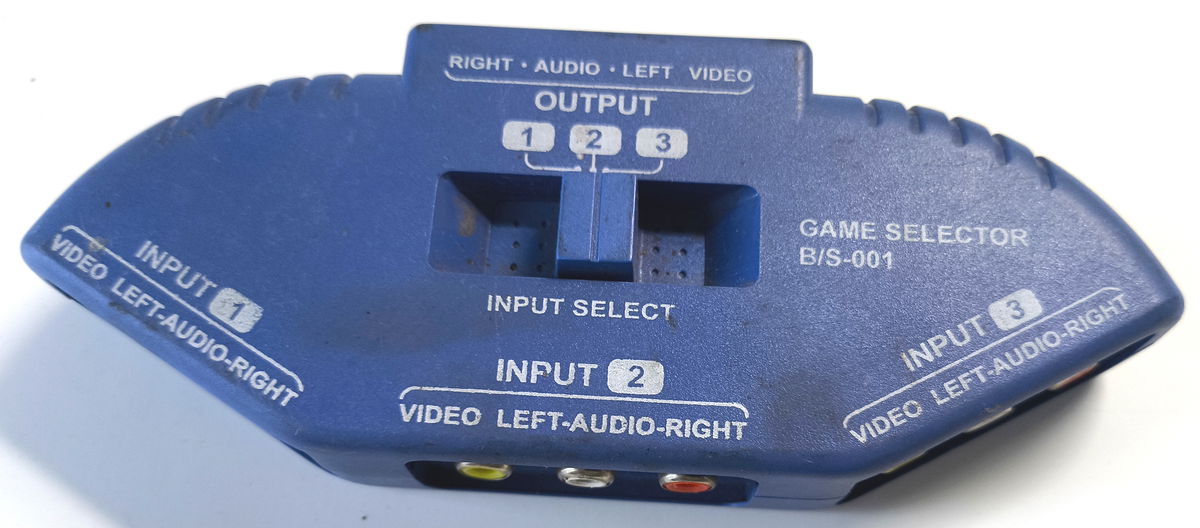 RIGHT · AUDIO · LEFT VIDEO
OUTPUT
1 2 3
GAME SELECTOR
B/S-001
INPUT SELECT
INPUT 1
VIDEO LEFT-AUDIO-RIGHT
INPUT 2
VIDEO LEFT-AUDIO-RIGHT
INPUT 3
VIDEO LEFT-AUDIO-RIGHT